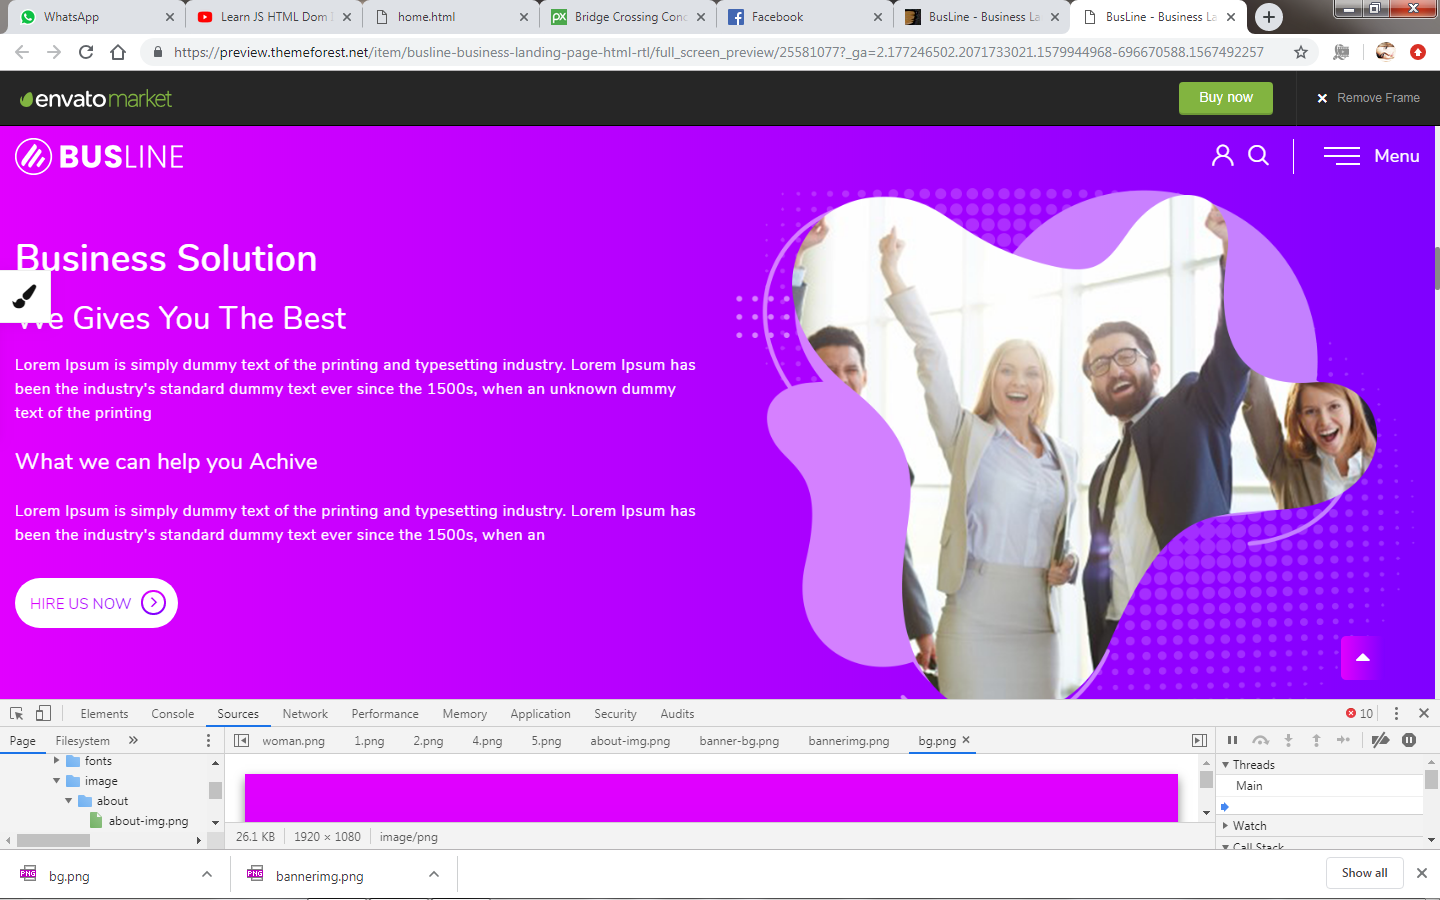 WhatsApp
Learn JS HTML Dom
home.html
Bridge Crossing Conc
Facebook
BusLine - Business La
BusLine - Business La
https://preview.themeforest.net/item/busline-business-landing-page-html-rtl/full_screen_preview/25581077?_ga=2.177246502.2071733021.1579944968-696670588.1567492257
envatomarket
Buy now
Remove Frame
BUSLINE
Menu
Business Solution
We Gives You The Best
Lorem Ipsum is simply dummy text of the printing and typesetting industry. Lorem Ipsum has
been the industry's standard dummy text ever since the 1500s, when an unknown dummy
text of the printing
What we can help you Achive
Lorem Ipsum is simply dummy text of the printing and typesetting industry. Lorem Ipsum has
been the industry's standard dummy text ever since the 1500s, when an
HIRE US NOW
Elements Console Sources Network Performance Memory Application Security Audits 10
Page Filesystem
woman.png 1.png 2.png 4.png 5.png about-img.png banner-bg.png bannerimg.png bg.png
fonts
image
about
about-img.png
Threads
Main
Watch
Call Stack
26.1 KB 1920 × 1080 image/png
bg.png
bannerimg.png
Show all